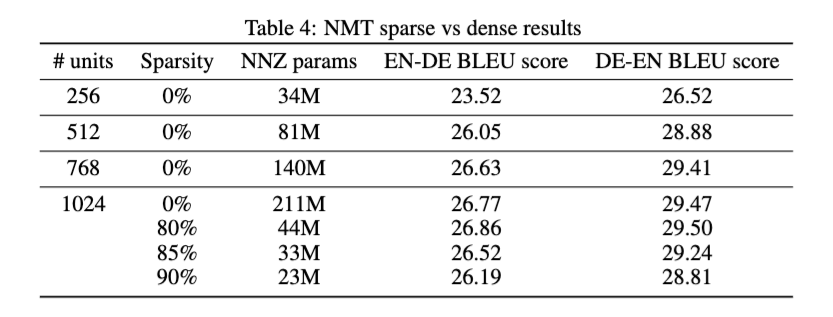 Table 4: NMT sparse vs dense results
# units Sparsity NNZ params EN-DE BLEU score DE-EN BLEU score
256 0% 34M 23.52 26.52
512 0% 81M 26.05 28.88
768 0% 140M 26.63 29.41
1024 0% 211M 26.77 29.47
80% 44M 26.86 29.50
85% 33M 26.52 29.24
90% 23M 26.19 28.81